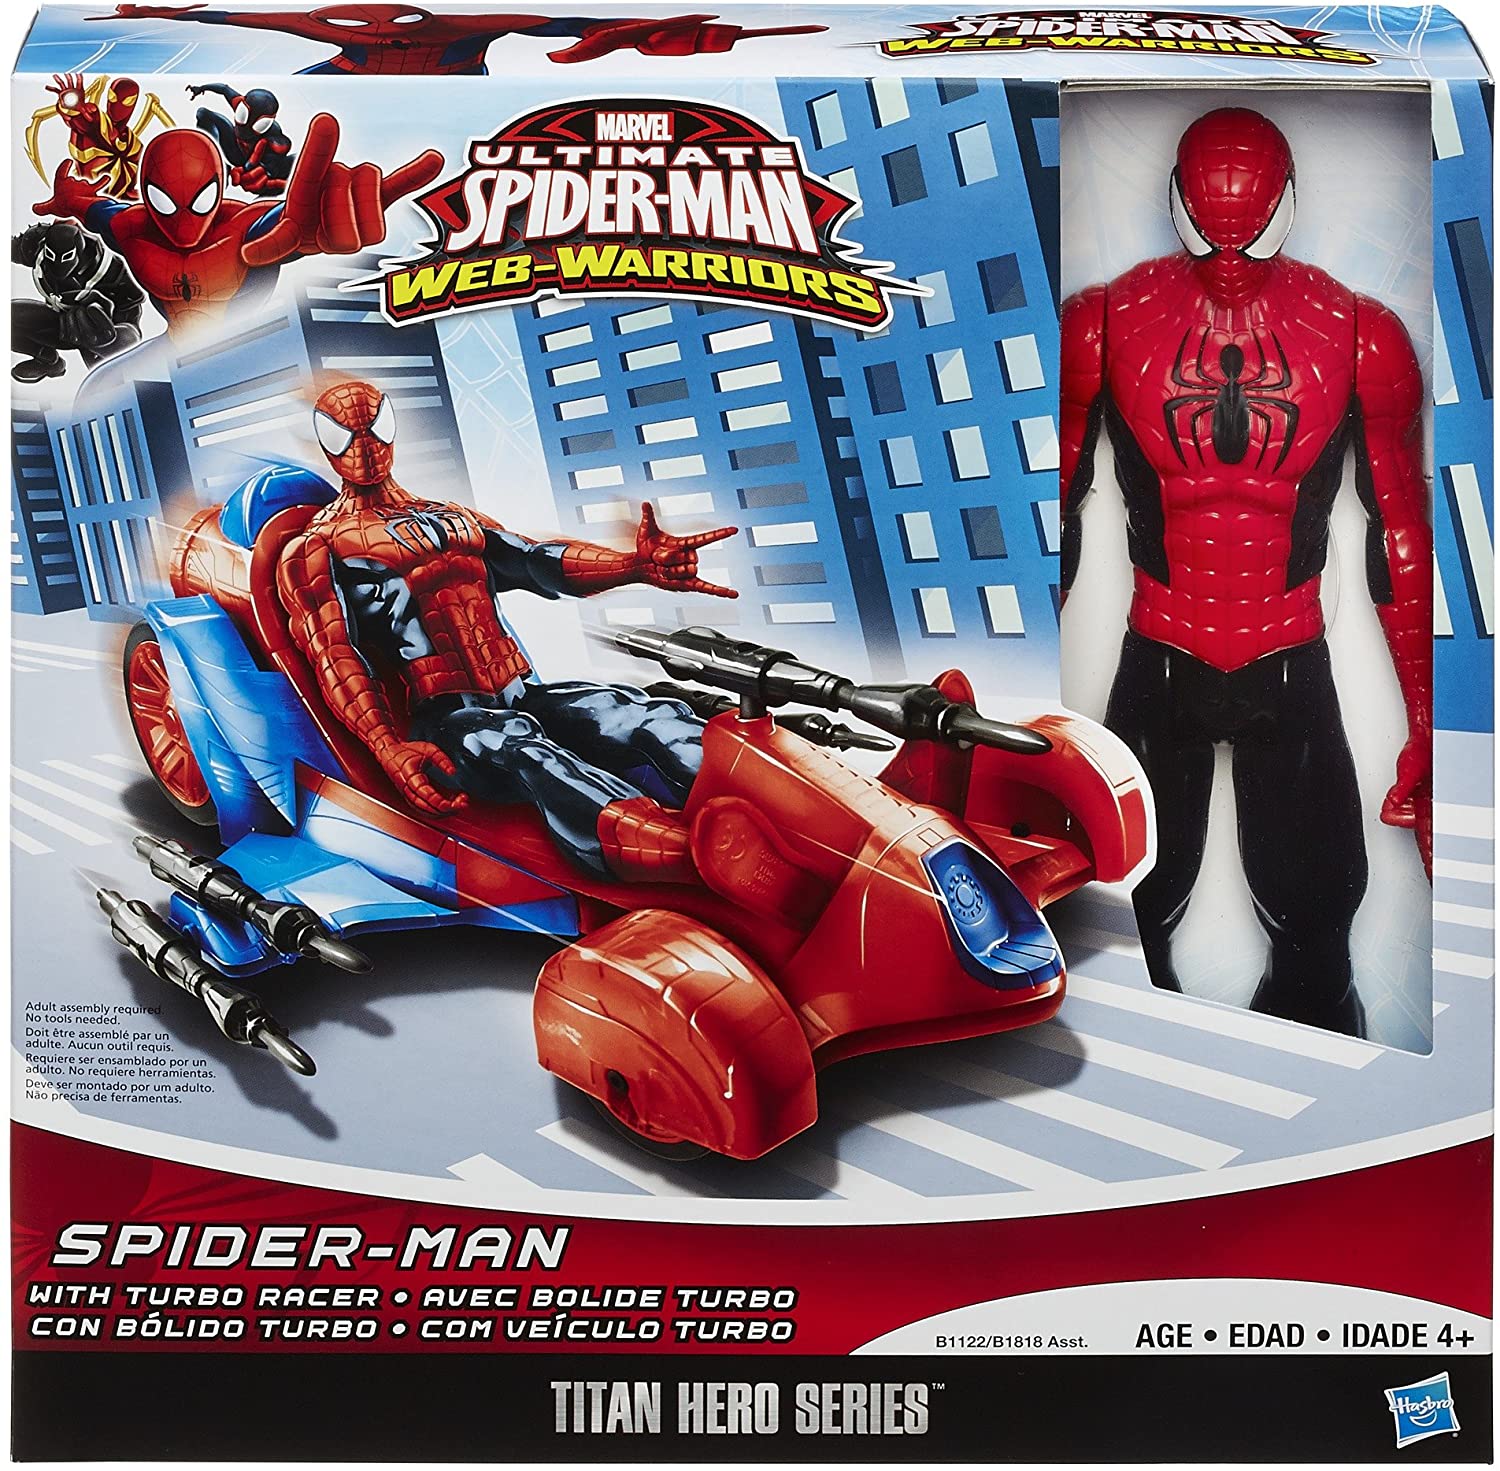 MARVEL
SPIDER-MAN
WEB-WARRIORS
MARVEL
ULTIMATE
SPIDER-MAN
WEB-WARRIORS
Adult assembly required.
No tools needed.
Doit être assemblé par un
adulte. Aucun outil requis.
Requiere ser ensamblado por un
adulto. No requiere herramientas.
Deve ser montado por um adulto.
Não precisa de ferramentas.
SPIDER-MAN
WITH TURBO RACER • AVEC BOLIDE TURBO
CON BÓLIDO TURBO • COM VEÍCULO TURBO
B1122/B1818 Asst.
AGE • EDAD • IDADE 4+
TITAN HERO SERIES™
Hasbro